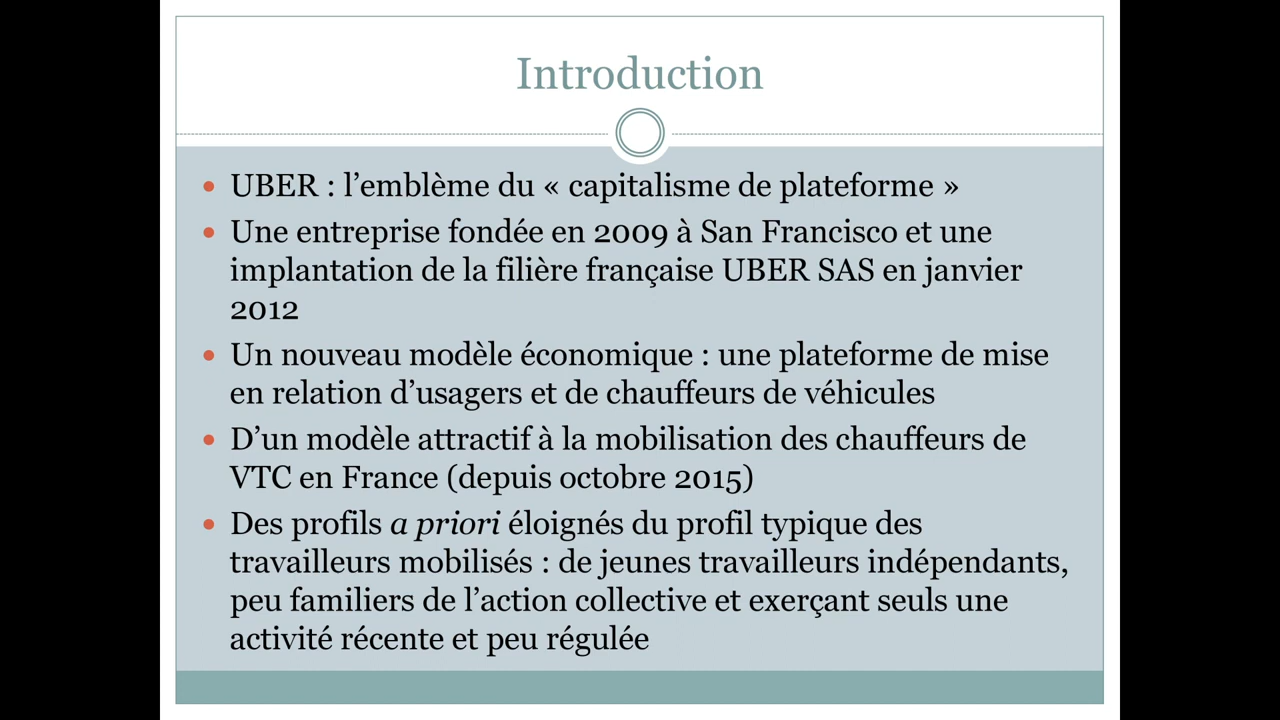 Introduction
• UBER : l’emblème du « capitalisme de plateforme »
• Une entreprise fondée en 2009 à San Francisco et une
implantation de la filière française UBER SAS en janvier
2012
• Un nouveau modèle économique : une plateforme de mise
en relation d’usagers et de chauffeurs de véhicules
• D’un modèle attractif à la mobilisation des chauffeurs de
VTC en France (depuis octobre 2015)
• Des profils a priori éloignés du profil typique des
travailleurs mobilisés : de jeunes travailleurs indépendants,
peu familiers de l’action collective et exerçant seuls une
activité récente et peu régulée